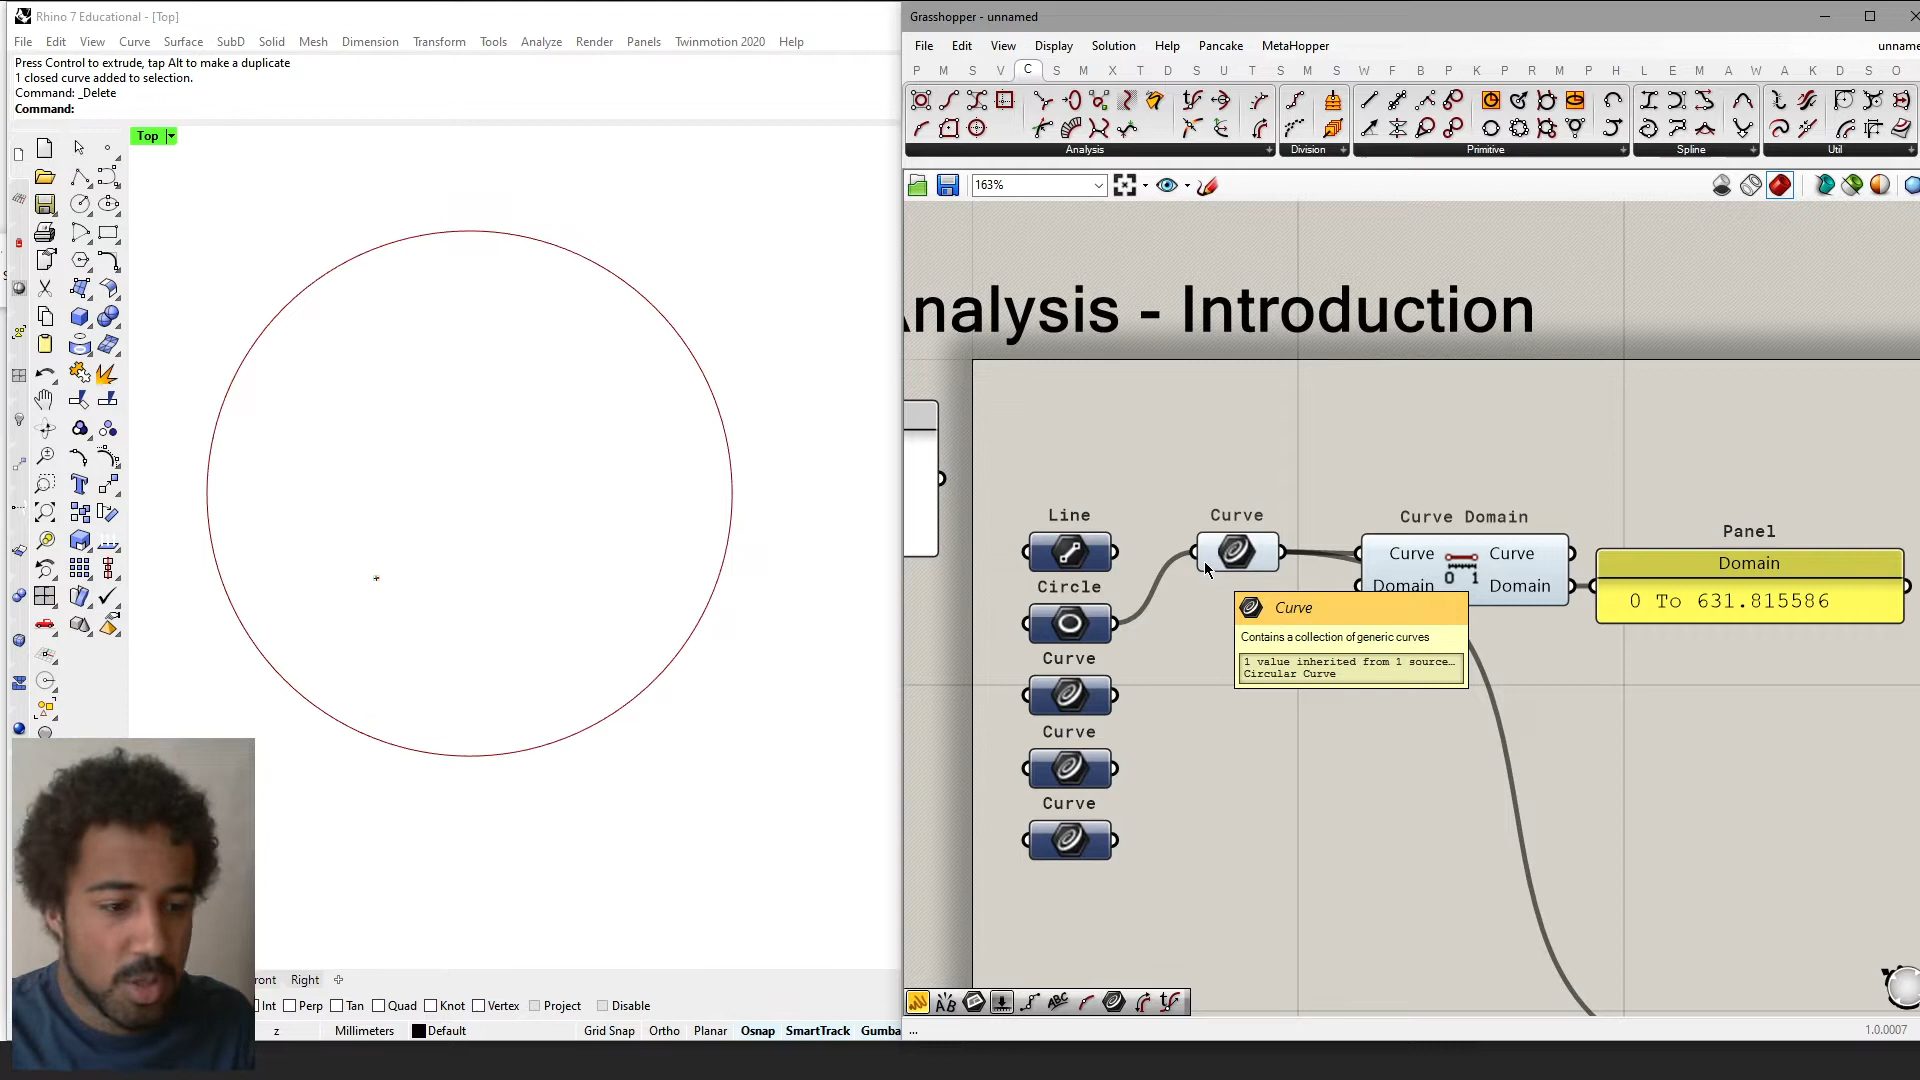 Rhino 7 Educational - [Top]
File Edit View Curve Surface SubD Solid Mesh Dimension Transform Tools Analyze Render Panels Twinmotion 2020 Help
Press Control to extrude, tap Alt to make a duplicate
1 closed curve added to selection.
Command: _Delete
Command:
Top
ront Right
Int Perp Tan Quad Knot Vertex Project Disable
z Millimeters Default Grid Snap Ortho Planar Osnap SmartTrack Gumba
Grasshopper - unnamed
File Edit View Display Solution Help Pancake MetaHopper unname
P M S V C S M X T D S U T S M S W F B P K P R M P H L E M A W A K D S O
Analysis Division Primitive Spline Util
163%
Analysis - Introduction
Line
Circle
Curve
Curve
Curve
Curve
Curve Domain
Curve Curve
Domain Domain
0 1
Panel
Domain
0 To 631.815586
Curve
Contains a collection of generic curves
1 value inherited from 1 source…
Circular Curve
...
1.0.0007